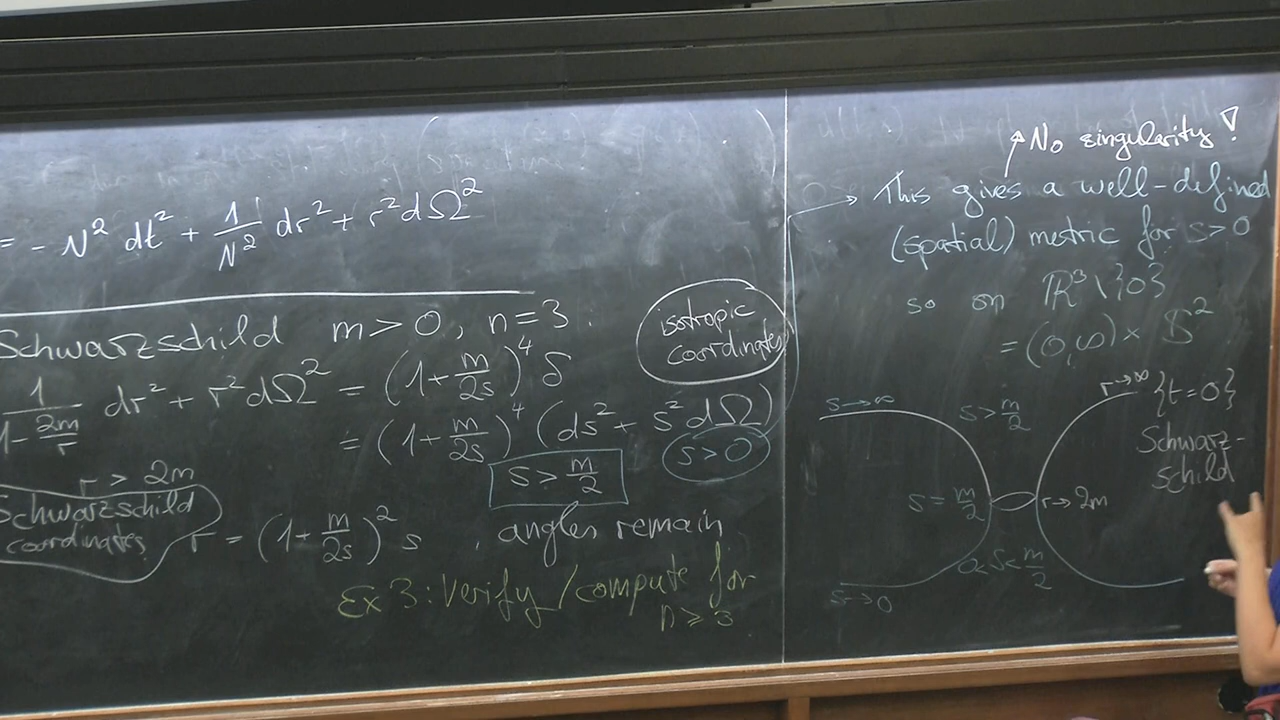 = - N² dt² + 1/N² dr² + r² dΩ²
Schwarzschild m > 0, n = 3.
1/(1 - 2m/r) dr² + r² dΩ² = (1 + m/2s)⁴ δ
= (1 + m/2s)⁴ (ds² + s² dΩ)
isotropic
coordinates
r > 2m
s > m/2
s > 0
Schwarzschild
coordinates
r = (1 + m/2s)² s , angles remain
Ex 3: Verify / compute for
n ≥ 3
No singularity!
This gives a well-defined
(spatial) metric for s > 0
so on ℝ³ \ {0}
= (0, ∞) × 𝕊²
s → ∞
s > m/2
r → ∞
{t = 0}
Schwarz-
schild
s = m/2
r → 2m
0 < s < m/2
s → 0